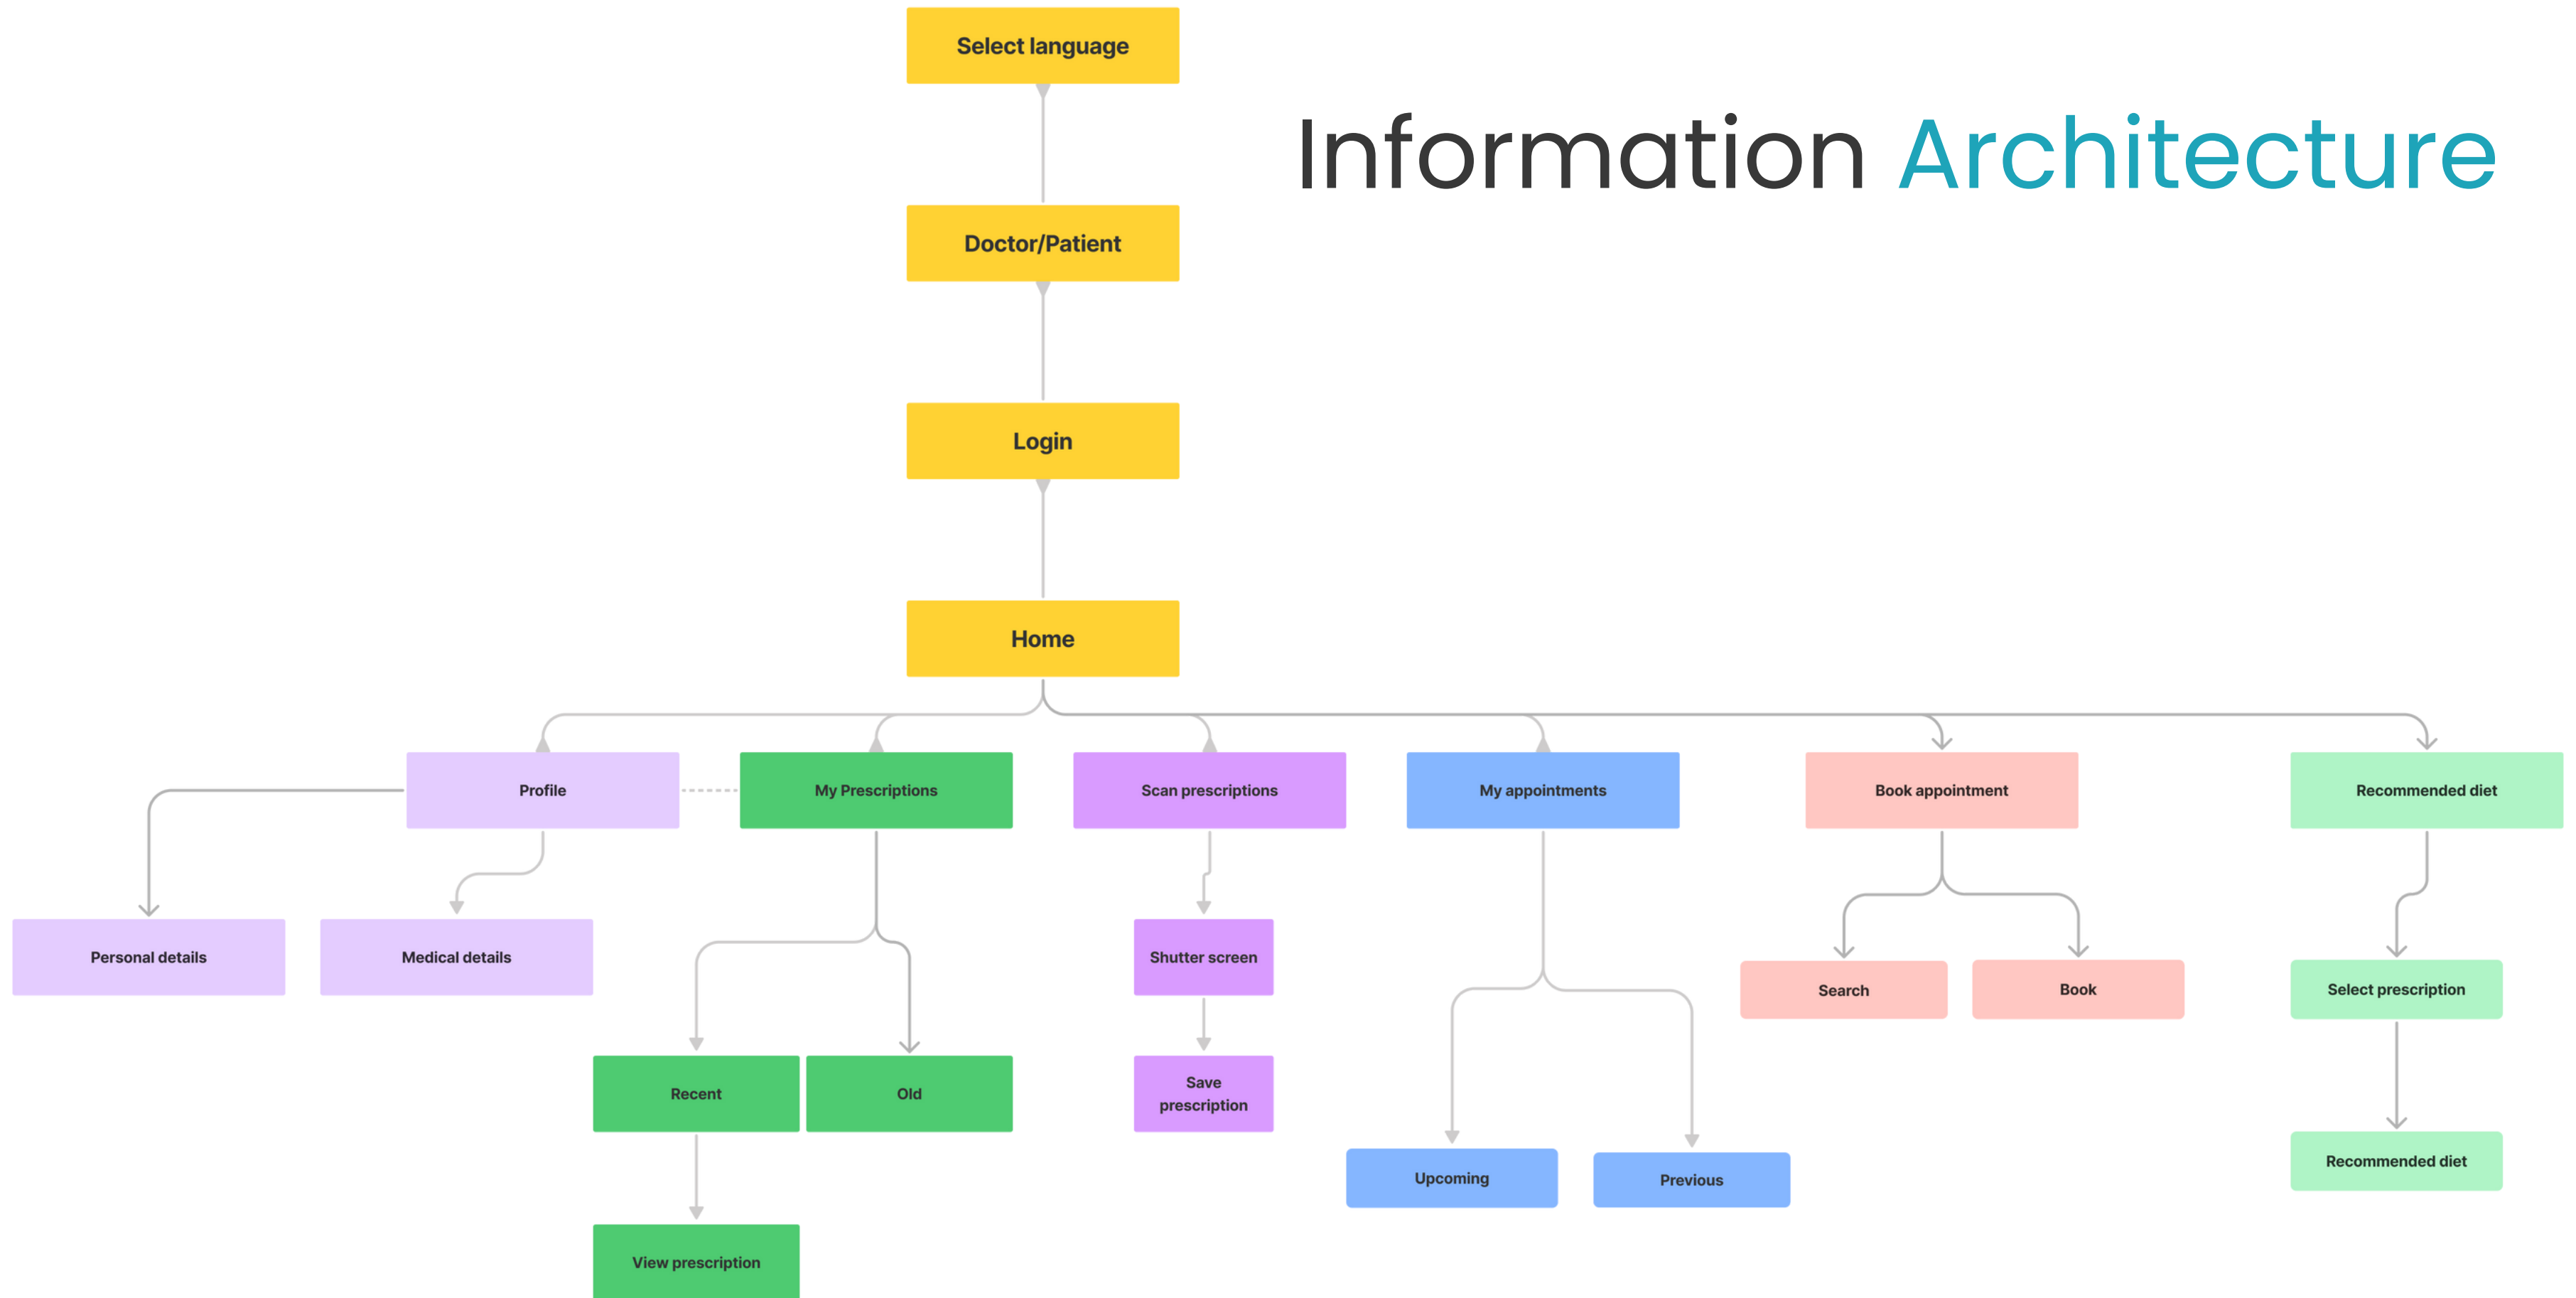 Select language
Information Architecture
Doctor/Patient
Login
Home
Profile
My Prescriptions
Scan prescriptions
My appointments
Book appointment
Recommended diet
Personal details
Medical details
Shutter screen
Search
Book
Select prescription
Recent
Old
Save
prescription
Upcoming
Previous
Recommended diet
View prescription